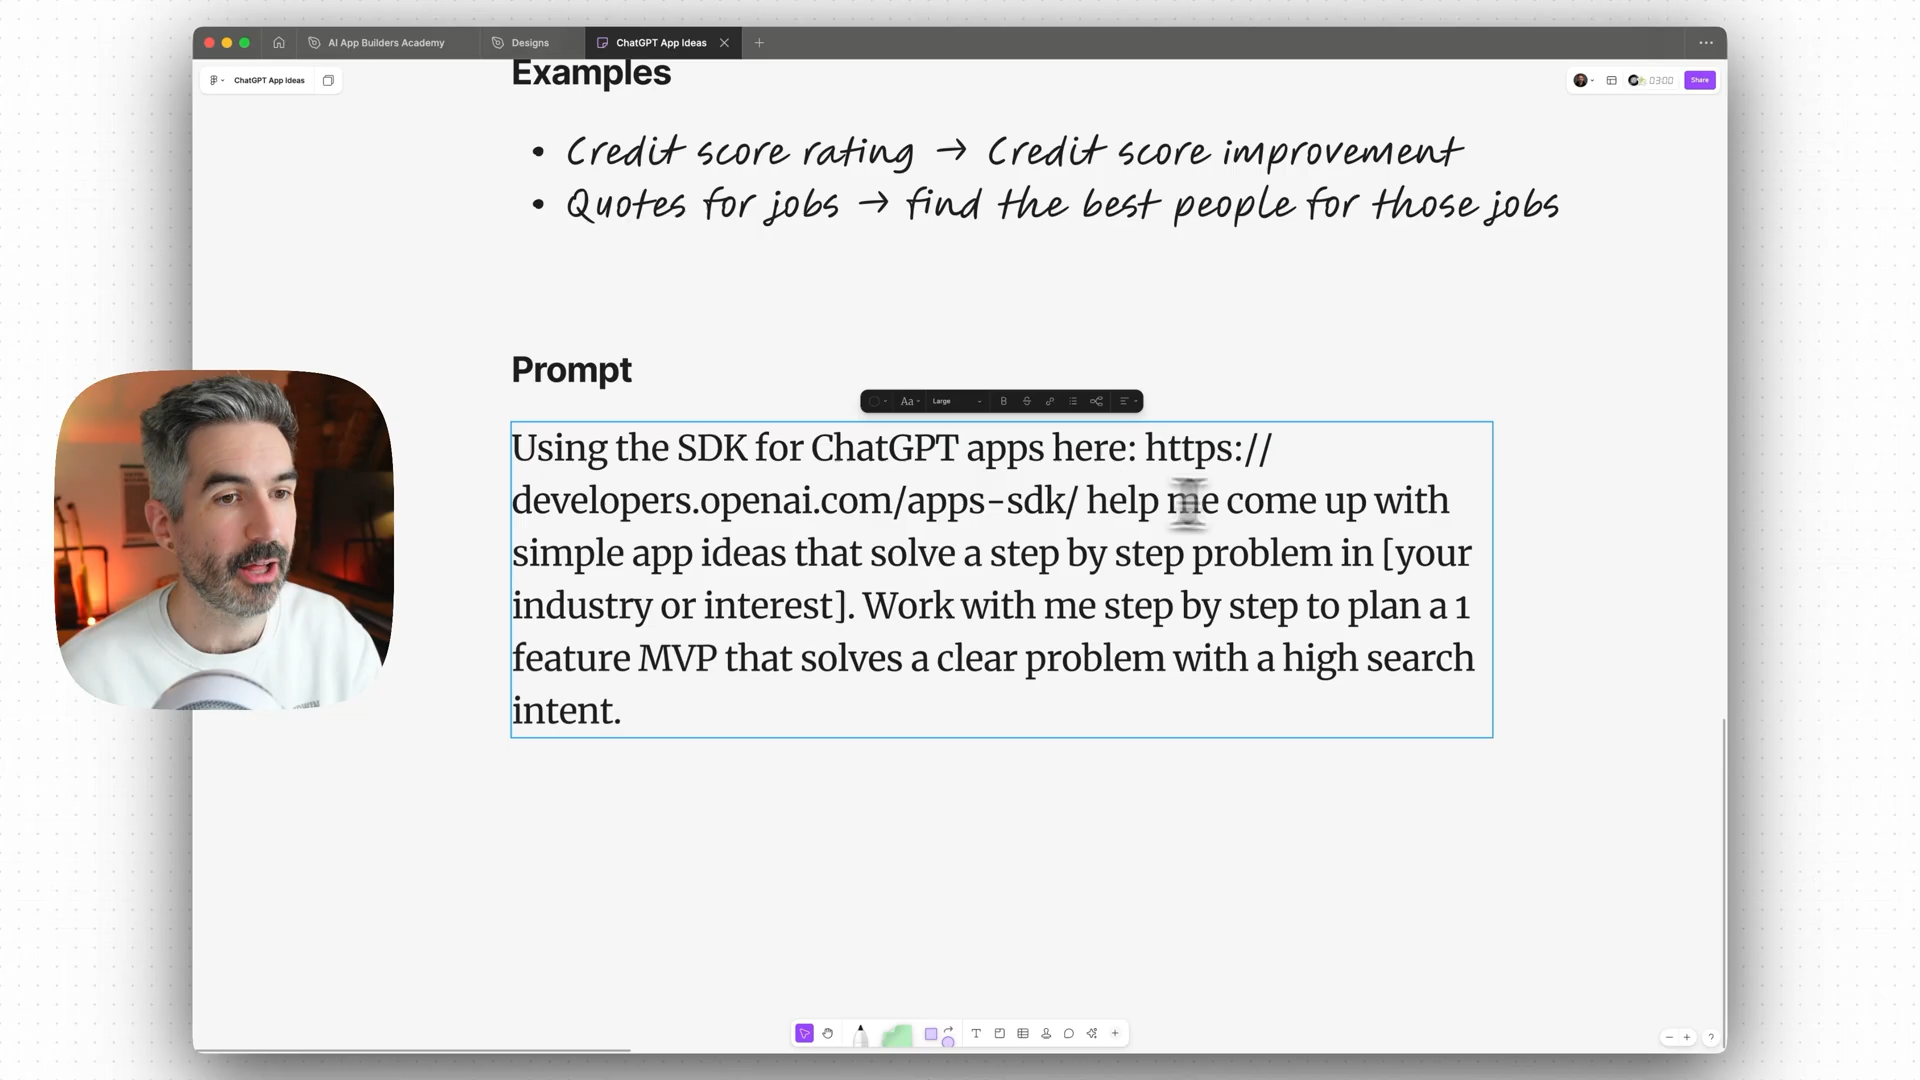 AI App Builders Academy
Designs
ChatGPT App Ideas
ChatGPT App Ideas
03:00
Share
Examples
• Credit score rating → Credit score improvement
• Quotes for jobs → find the best people for those jobs
Prompt
Aa
Large
B
S
Using the SDK for ChatGPT apps here: https://
developers.openai.com/apps-sdk/ help me come up with
simple app ideas that solve a step by step problem in [your
industry or interest]. Work with me step by step to plan a 1
feature MVP that solves a clear problem with a high search
intent.
T
?